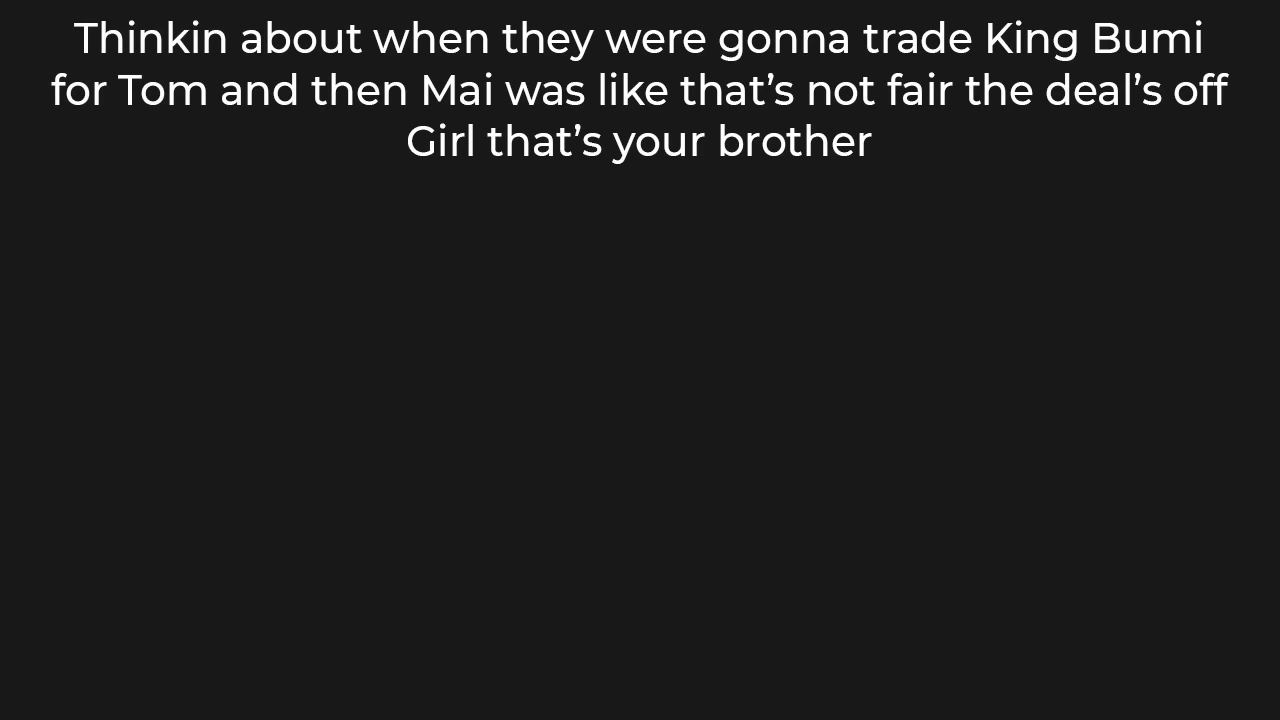 Thinkin about when they were gonna trade King Bumi
for Tom and then Mai was like that’s not fair the deal’s off
Girl that’s your brother